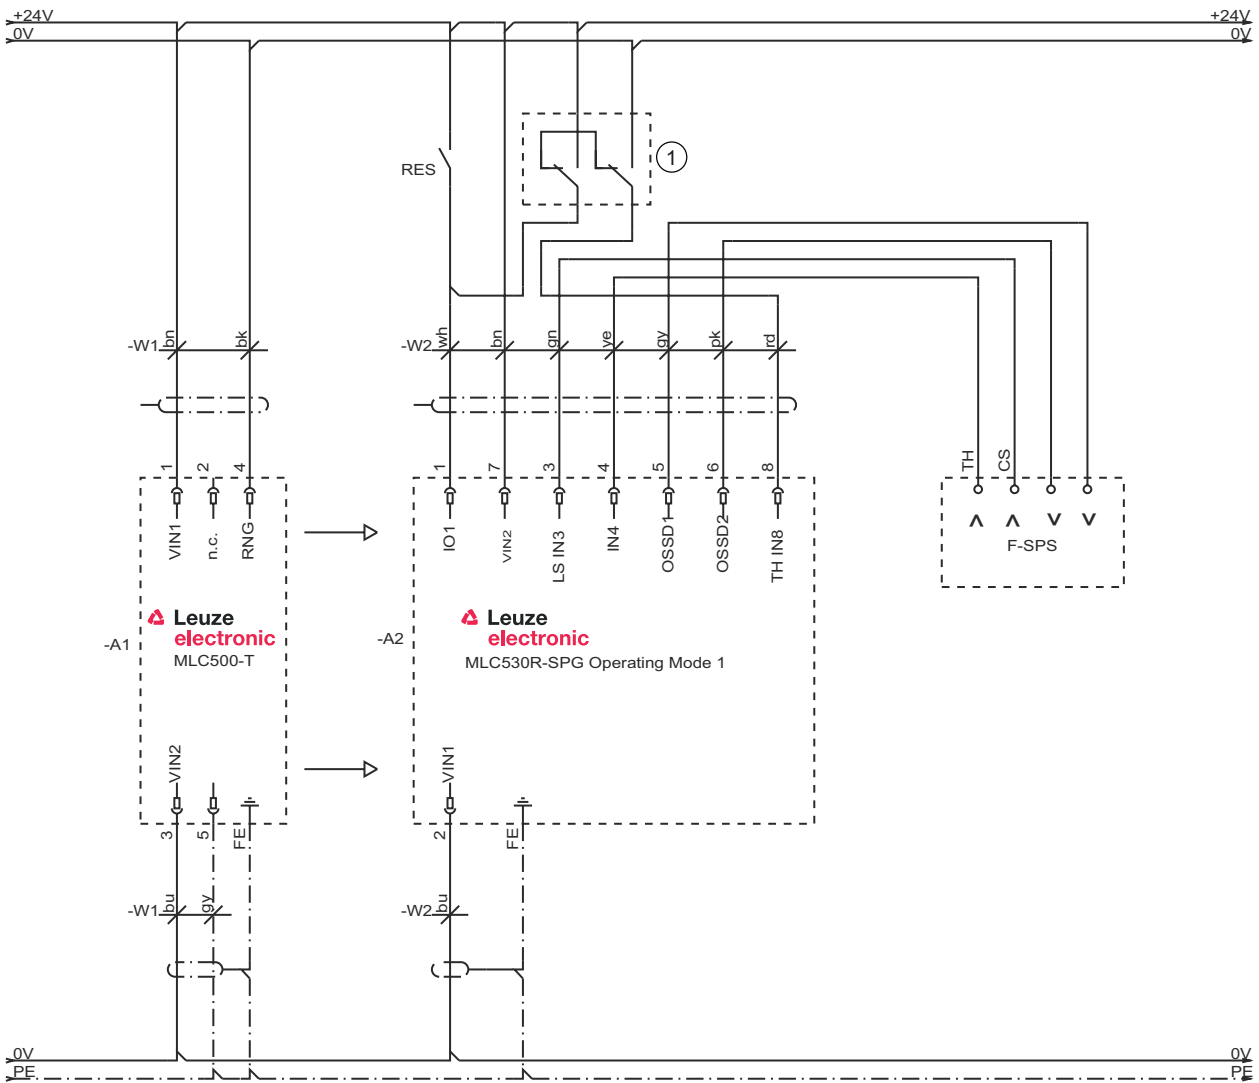 +24V
+24V
0V
0V
RES
1
-W1
bn
bk
-W2
wh
bn
gn
ye
gy
pk
rd
1
2
4
1
7
3
4
5
6
8
TH
CS
VIN1
n.c.
RNG
IO1
VIN2
LS IN3
IN4
OSSD1
OSSD2
TH IN8
F-SPS
Leuze
electronic
MLC500-T
-A1
Leuze
electronic
MLC530R-SPG Operating Mode 1
-A2
VIN2
VIN1
3
5
FE
2
FE
-W1
bu
gy
-W2
bu
0V
0V
PE
PE